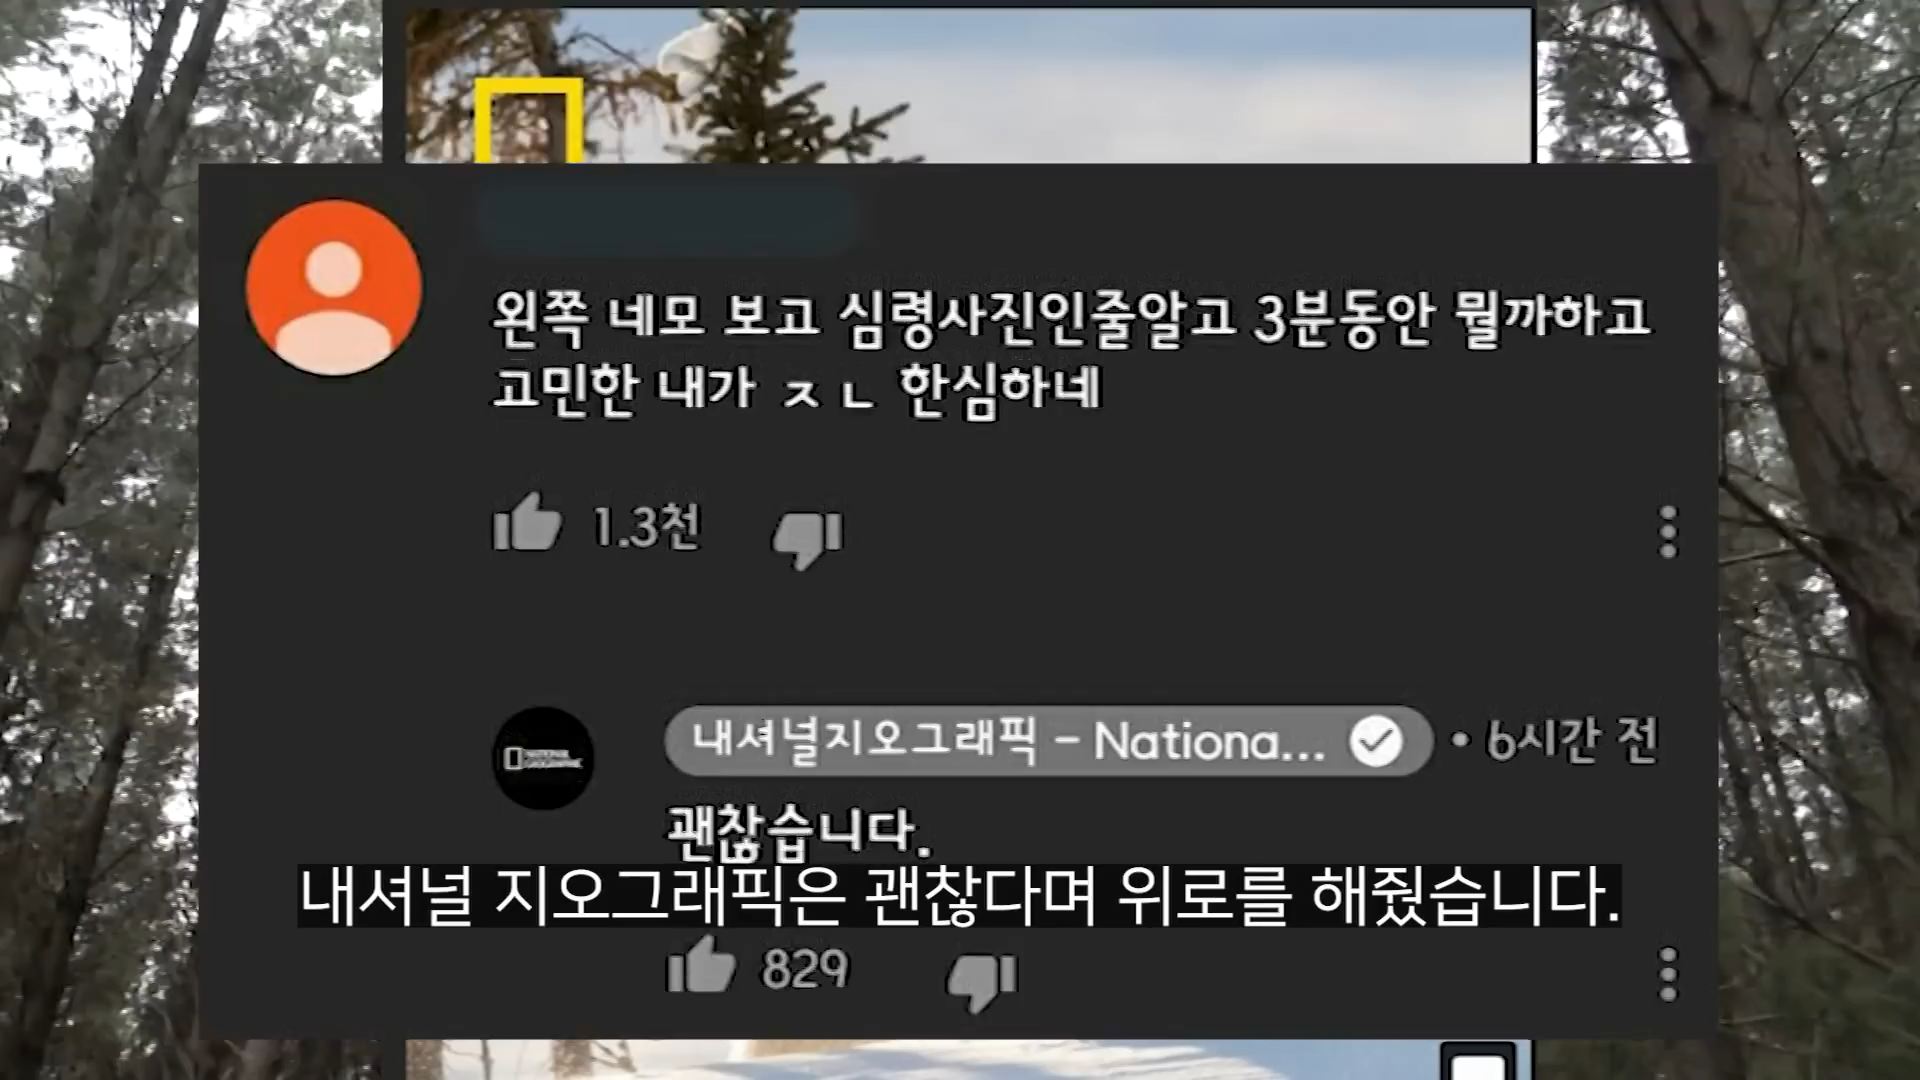 왼쪽 네모 보고 심령사진인줄알고 3분동안 뭘까하고
고민한 내가 ㅈㄴ 한심하네
1.3천
NATIONAL
GEOGRAPHIC
내셔널지오그래픽 - Nationa... • 6시간 전
괜찮습니다.
내셔널 지오그래픽은 괜찮다며 위로를 해줬습니다.
829